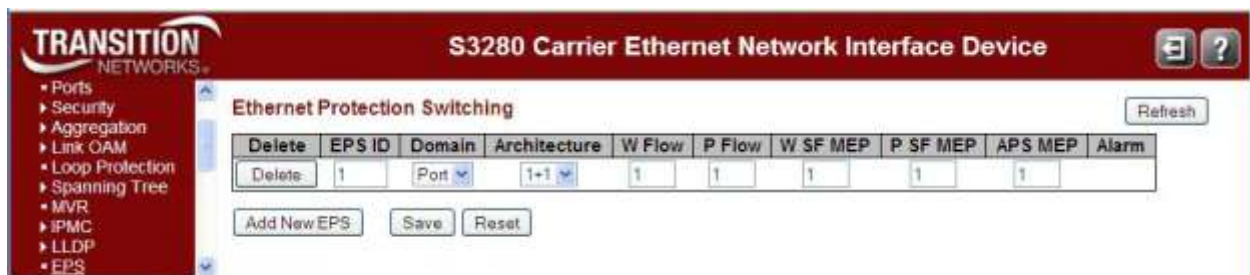 TRANSITION
NETWORKS®
S3280 Carrier Ethernet Network Interface Device
?
Ports
Security
Aggregation
Link OAM
Loop Protection
Spanning Tree
MVR
IPMC
LLDP
EPS
Ethernet Protection Switching
Refresh
Delete EPS ID Domain Architecture W Flow P Flow W SF MEP P SF MEP APS MEP Alarm
Delete 1 Port 1+1 1 1 1 1 1
Add New EPS Save Reset